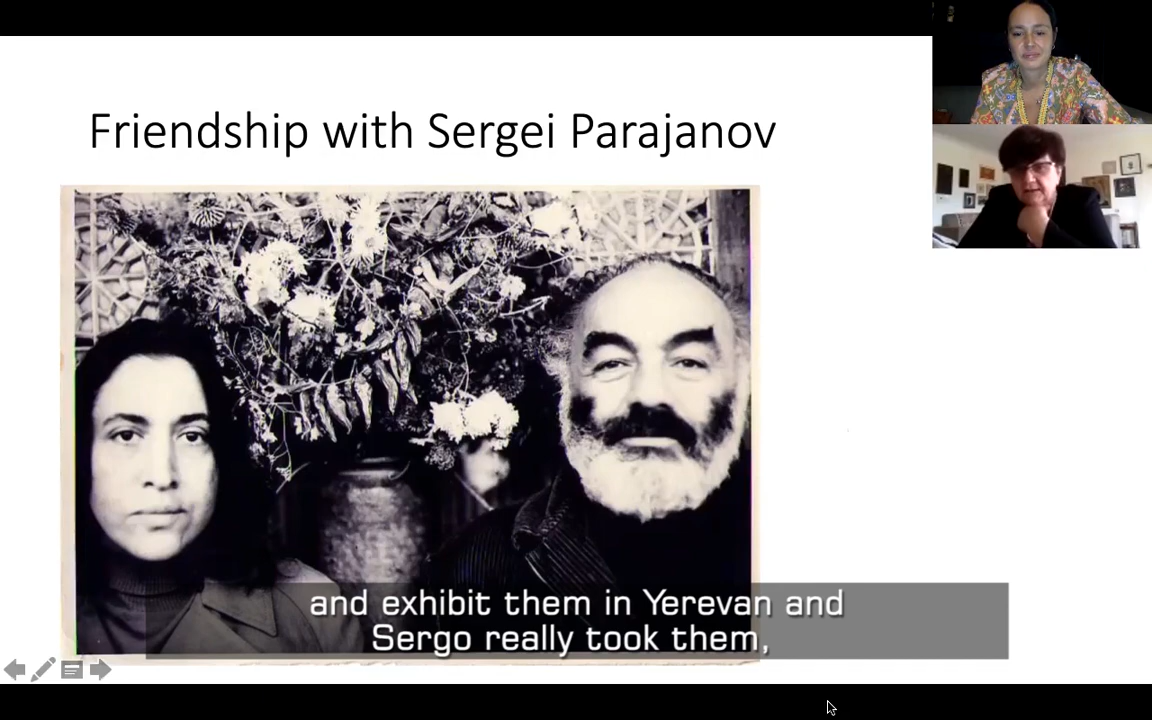 Friendship with Sergei Parajanov
and exhibit them in Yerevan and
Sergo really took them,